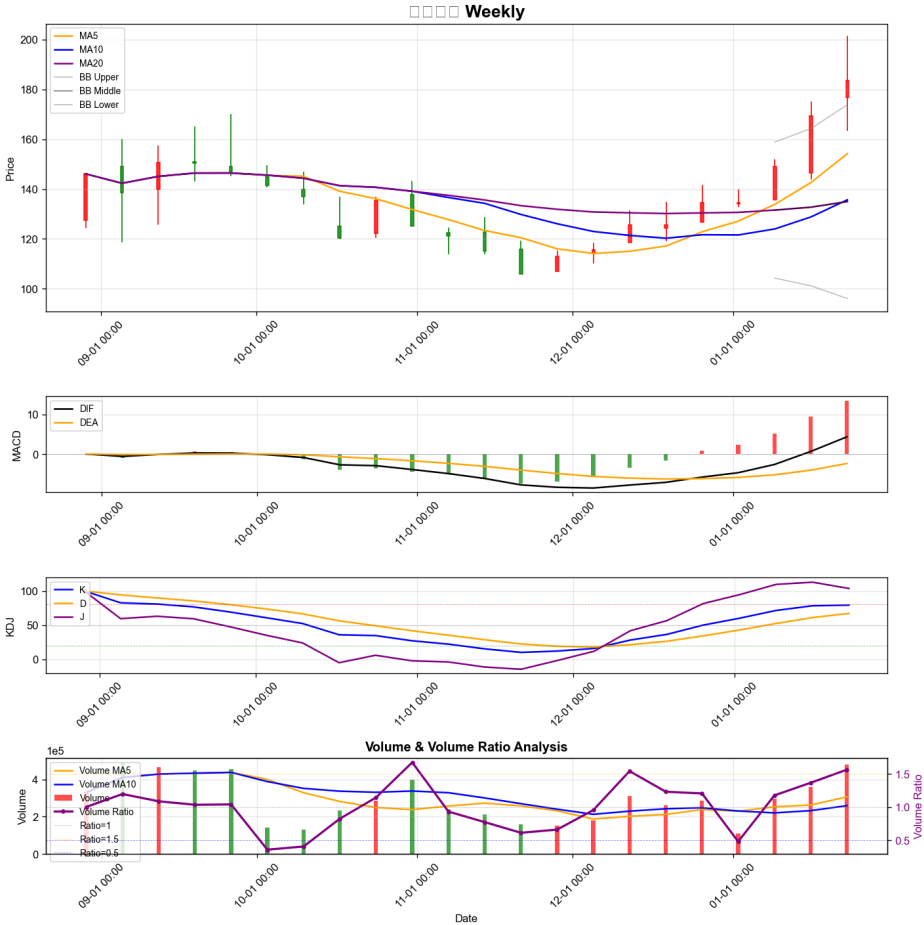 Weekly
MA5
MA10
MA20
BB Upper
BB Middle
BB Lower
Price
200
180
160
140
120
100
09-01 00:00
10-01 00:00
11-01 00:00
12-01 00:00
01-01 00:00
DIF
DEA
MACD
10
0
09-01 00:00
10-01 00:00
11-01 00:00
12-01 00:00
01-01 00:00
K
D
J
KDJ
100
50
0
09-01 00:00
10-01 00:00
11-01 00:00
12-01 00:00
01-01 00:00
Volume & Volume Ratio Analysis
1e5
Volume MA5
Volume MA10
Volume
Volume Ratio
Ratio=1
Ratio=1.5
Ratio=0.5
Volume
4
2
0
1.5
1.0
0.5
Volume Ratio
09-01 00:00
10-01 00:00
11-01 00:00
12-01 00:00
01-01 00:00
Date